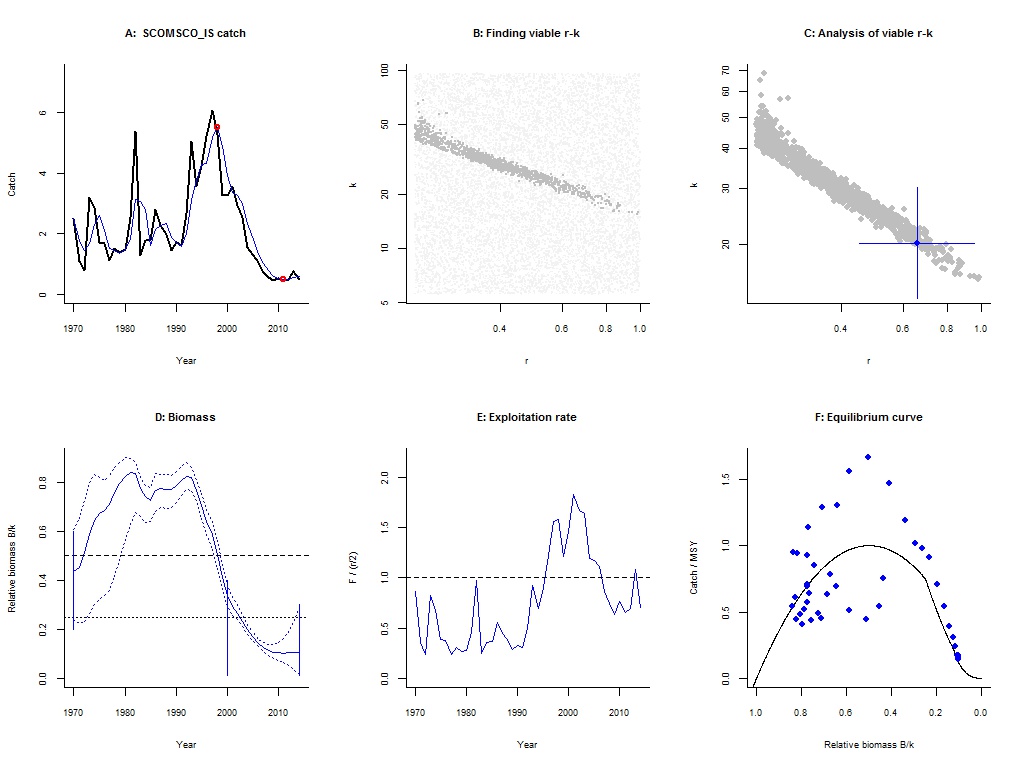 A:  SCOMSCO_IS catch
Catch
6
4
2
0
1970 1980 1990 2000 2010
Year
B: Finding viable r-k
k
100
50
20
10
5
0.4 0.6 0.8 1.0
r
C: Analysis of viable r-k
k
70
60
50
40
30
20
0.4 0.6 0.8 1.0
r
D: Biomass
Relative biomass B/k
0.8
0.6
0.4
0.2
0.0
1970 1980 1990 2000 2010
Year
E: Exploitation rate
F / (r/2)
2.0
1.5
1.0
0.5
0.0
1970 1980 1990 2000 2010
Year
F: Equilibrium curve
Catch / MSY
1.5
1.0
0.5
0.0
1.0 0.8 0.6 0.4 0.2 0.0
Relative biomass B/k